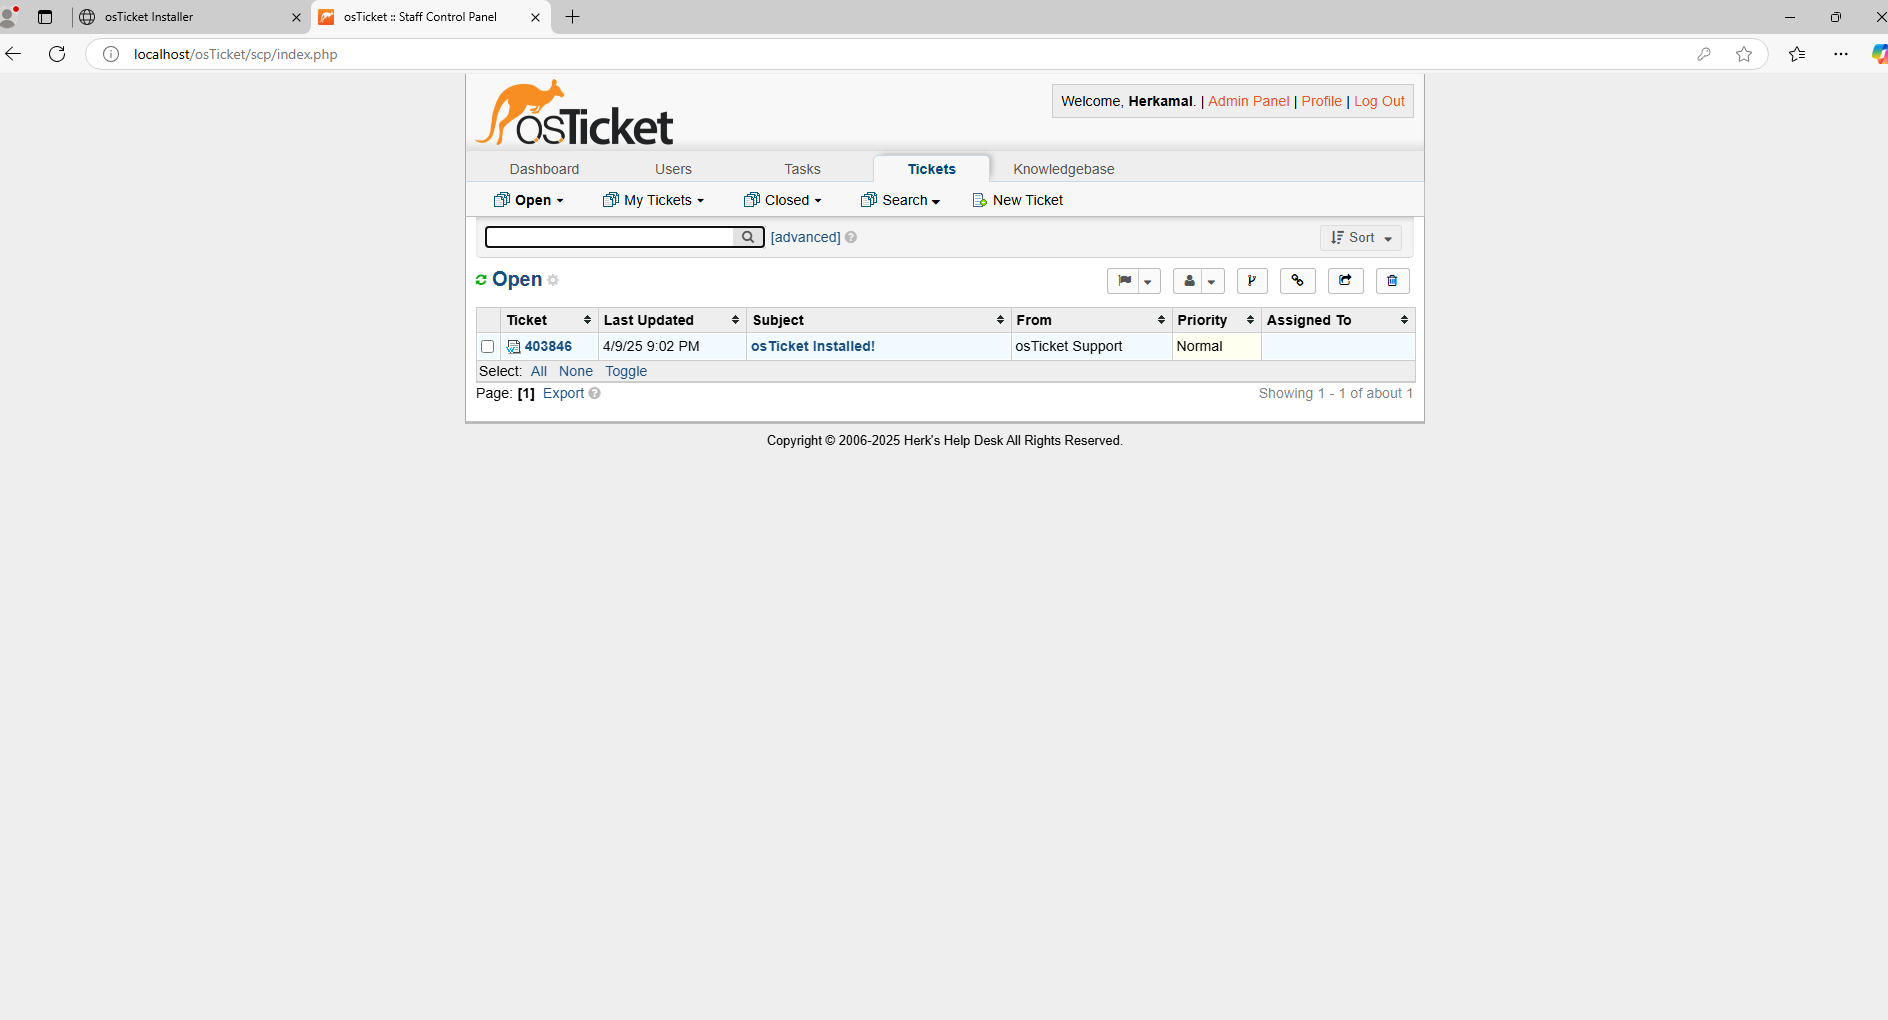 osTicket Installer
osTicket :: Staff Control Panel
localhost/osTicket/scp/index.php
osTicket
Welcome, Herkamal. | Admin Panel | Profile | Log Out
Dashboard Users Tasks Tickets Knowledgebase
Open My Tickets Closed Search New Ticket
[advanced] Sort
Open
Ticket Last Updated Subject From Priority Assigned To
403846 4/9/25 9:02 PM osTicket Installed! osTicket Support Normal
Select: All None Toggle
Page: [1] Export Showing 1 - 1 of about 1
Copyright © 2006-2025 Herk's Help Desk All Rights Reserved.